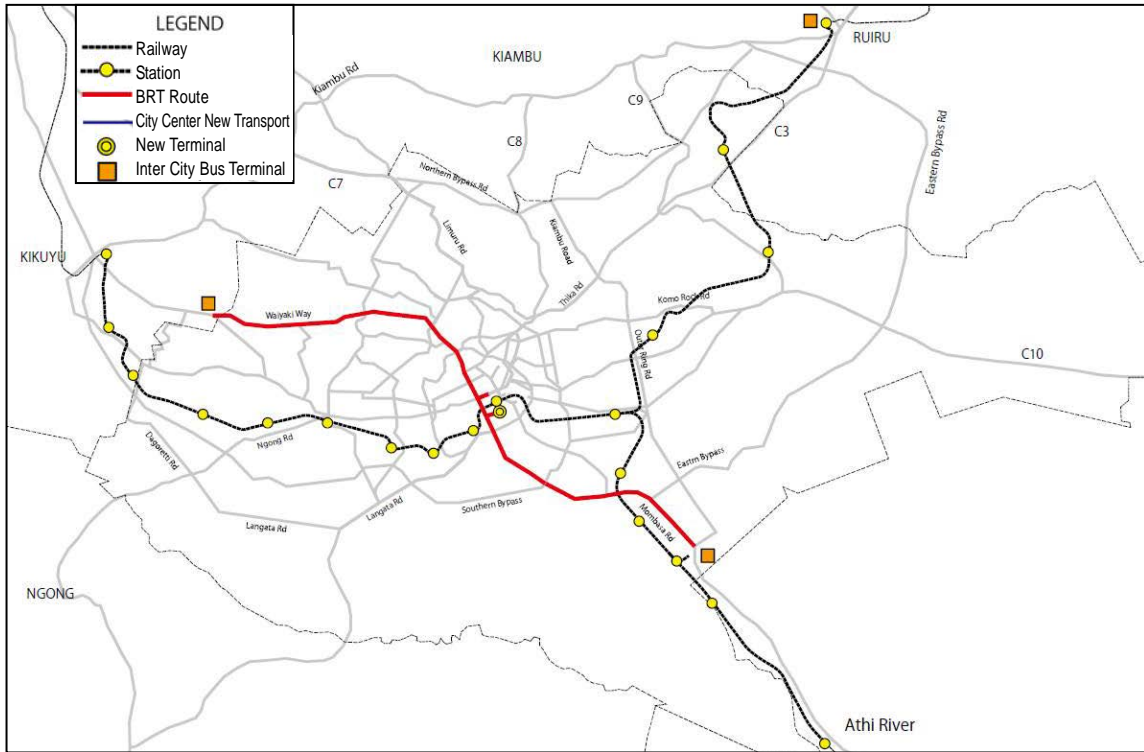 LEGEND
Railway
Station
BRT Route
City Center New Transport
New Terminal
Inter City Bus Terminal
RUIRU
KIAMBU
Kiambu Rd
C9
C3
C8
Eastern Bypass Rd
Northern Bypass Rd
C7
Limuru Rd
Kiambu Road
KIKUYU
Thika Rd
Komo Rock Rd
Waiyaki Way
Outer Ring Rd
C10
Ngong Rd
Dagoretti Rd
Eastrn Bypass
Langata Rd
Southern Bypass
Mombasa Rd
Langata Rd
NGONG
Athi River